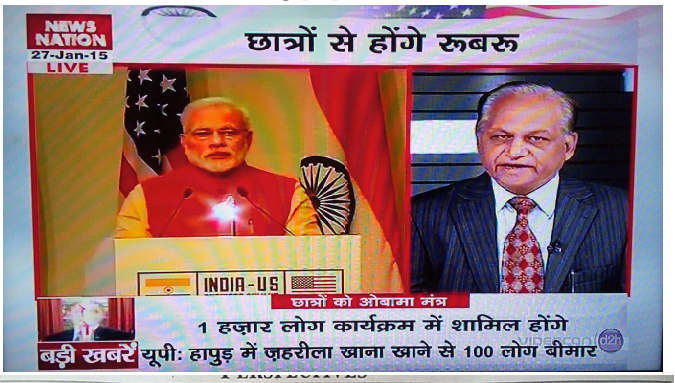 NEWS
NATION
27-Jan-15
LIVE
छात्रों से होंगे रूबरू
INDIA-US
छात्रों को ओबामा मंत्र
1 हज़ार लोग कार्यक्रम में शामिल होंगे
VIDEOCON d2h
बड़ी खबरें
यूपी: हापुड़ में ज़हरीला खाना खाने से 100 लोग बीमार
PERSPECTIVES